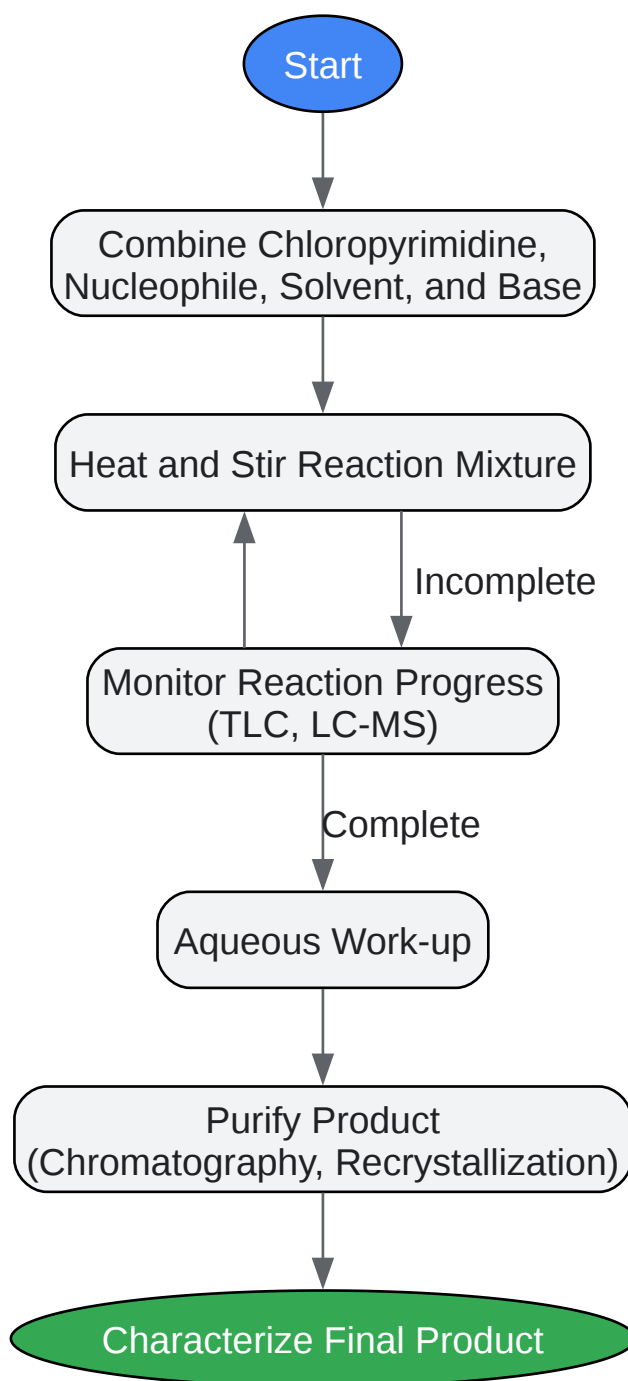 Start
Combine Chloropyrimidine,
Nucleophile, Solvent, and Base
Heat and Stir Reaction Mixture
Incomplete
Monitor Reaction Progress
(TLC, LC-MS)
Complete
Aqueous Work-up
Purify Product
(Chromatography, Recrystallization)
Characterize Final Product